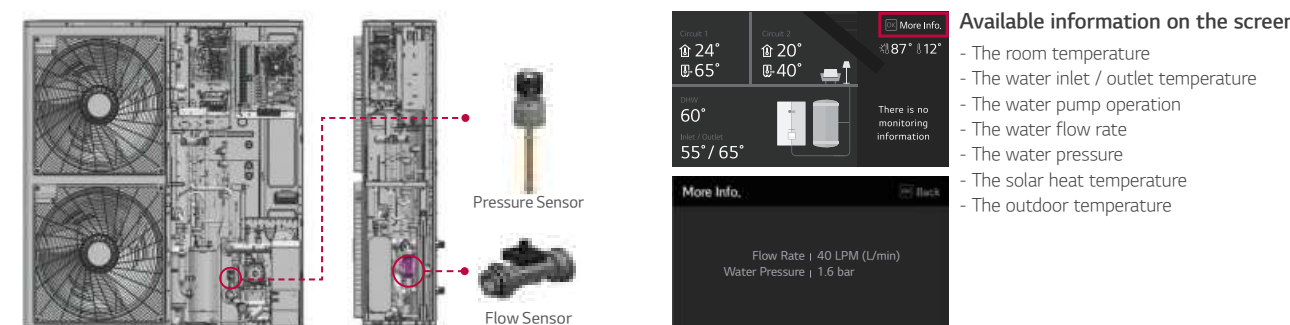 Pressure Sensor
Flow Sensor
Circuit 1
24°
65°
Circuit 2
20°
40°
OK More Info.
87° 12°
DHW
60°
Inlet / Outlet
55° / 65°
There is no
monitoring
information
More Info.
Back
Flow Rate | 40 LPM (L/min)
Water Pressure | 1.6 bar
Available information on the screen
- The room temperature
- The water inlet / outlet temperature
- The water pump operation
- The water flow rate
- The water pressure
- The solar heat temperature
- The outdoor temperature